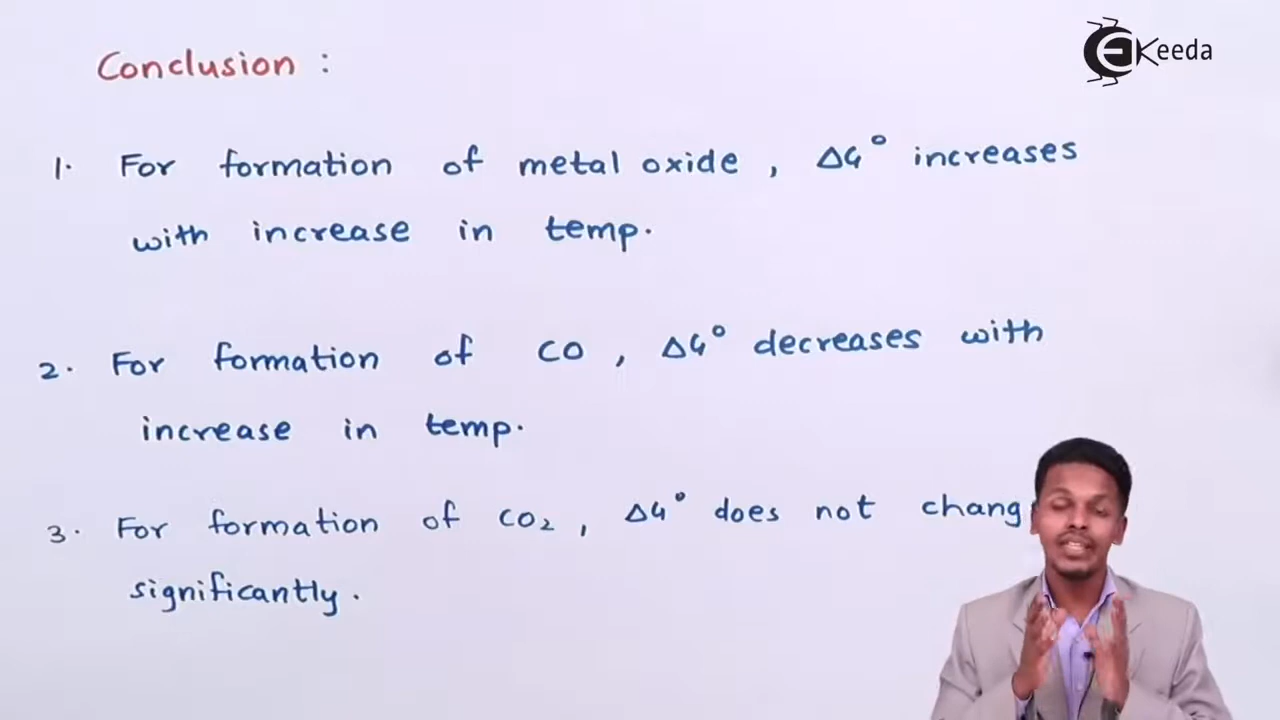 Conclusion :
EKeeda
1. For formation of metal oxide , ΔG° increases
with increase in temp.
2. For formation of CO , ΔG° decreases with
increase in temp.
3. For formation of CO₂ , ΔG° does not chang
significantly.